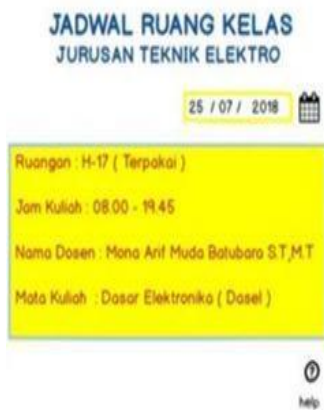 JADWAL RUANG KELAS
JURUSAN TEKNIK ELEKTRO
25 / 07 / 2018
Ruangan : H-17 ( Terpakai )
Jam Kuliah : 08.00 - 19.45
Nama Dosen : Mona Arif Muda Batubara S.T,M.T
Mata Kuliah : Dasar Elektronika ( Dasel )
help